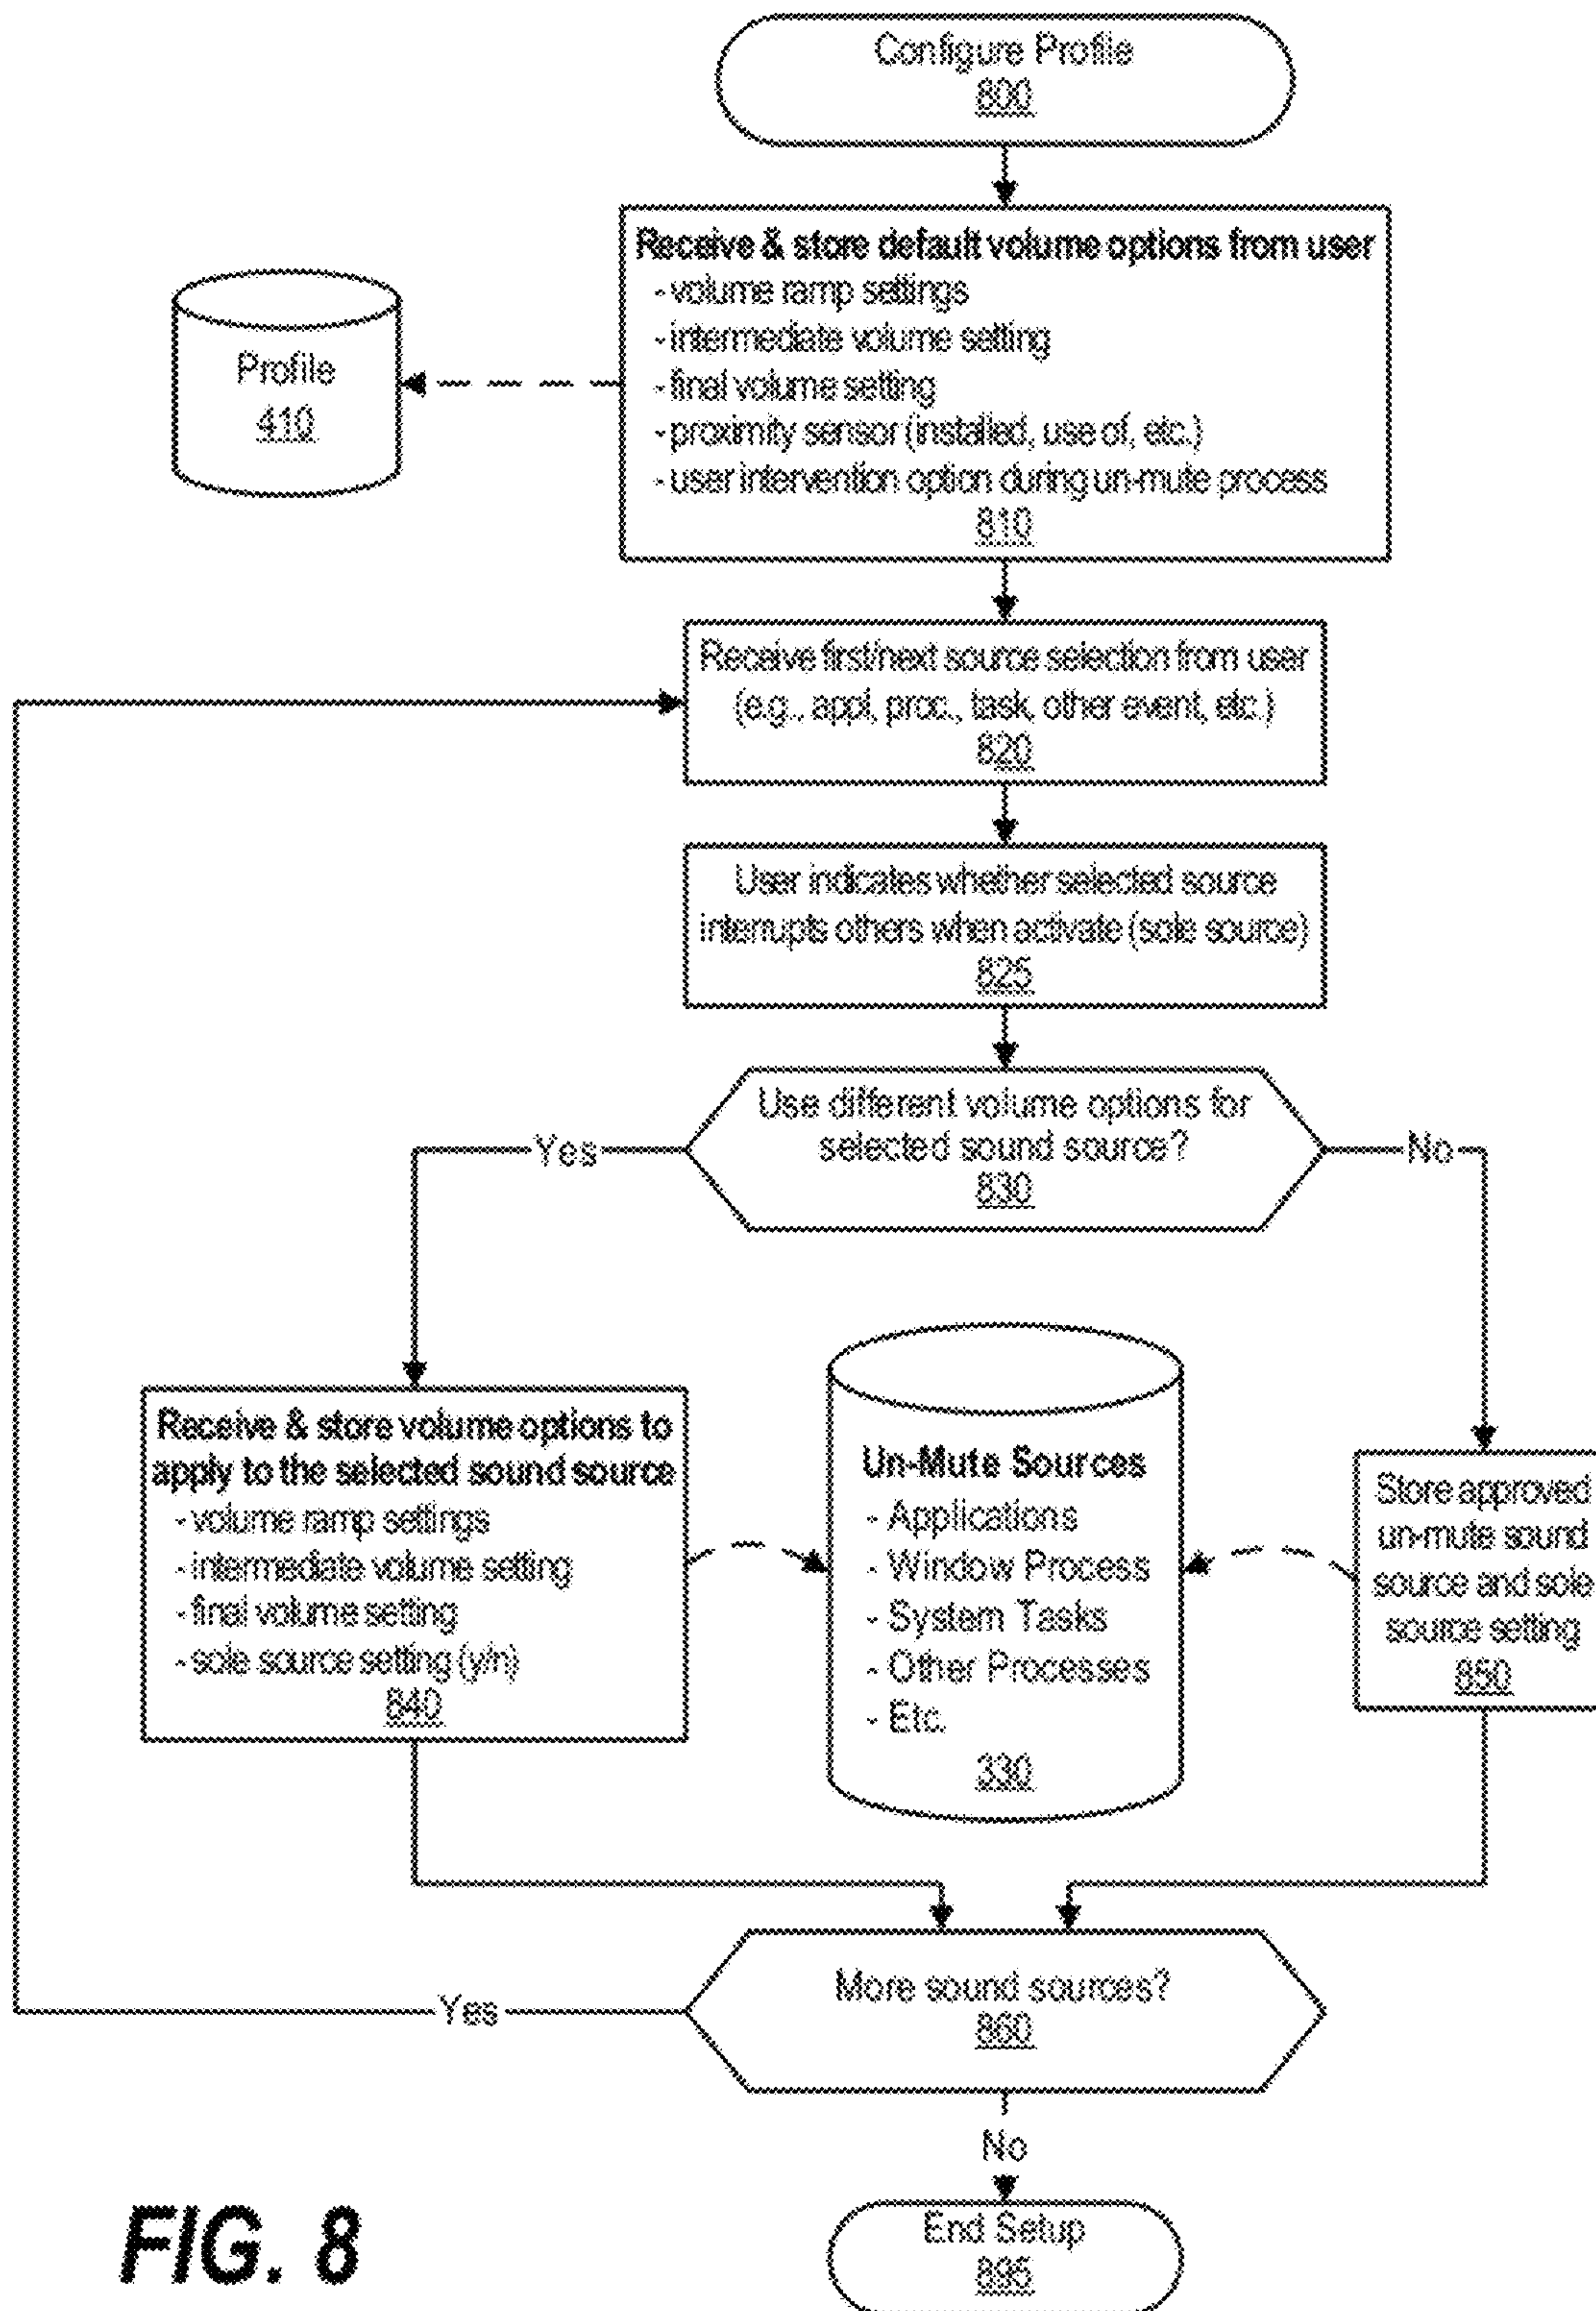 Configure Profile
800
Receive & store default volume options from user
- volume ramp settings
- intermediate volume setting
- final volume setting
- proximity sensor (installed, use of, etc.)
- user intervention option during un-mute process
810
Profile
410
Receive first/next source selection from user
(e.g., appl, proc., task, other event, etc.)
820
User indicates whether selected source
interrupts others when activate (sole source)
825
Use different volume options for
selected sound source?
830
Yes
No
Receive & store volume options to
apply to the selected sound source
- volume ramp settings
- intermediate volume setting
- final volume setting
- sole source setting (y/n)
840
Un-Mute Sources
- Applications
- Window Process
- System Tasks
- Other Processes
- Etc.
330
Store approved
un-mute sound
source and sole
source setting
850
More sound sources?
860
Yes
No
End Setup
895
FIG. 8